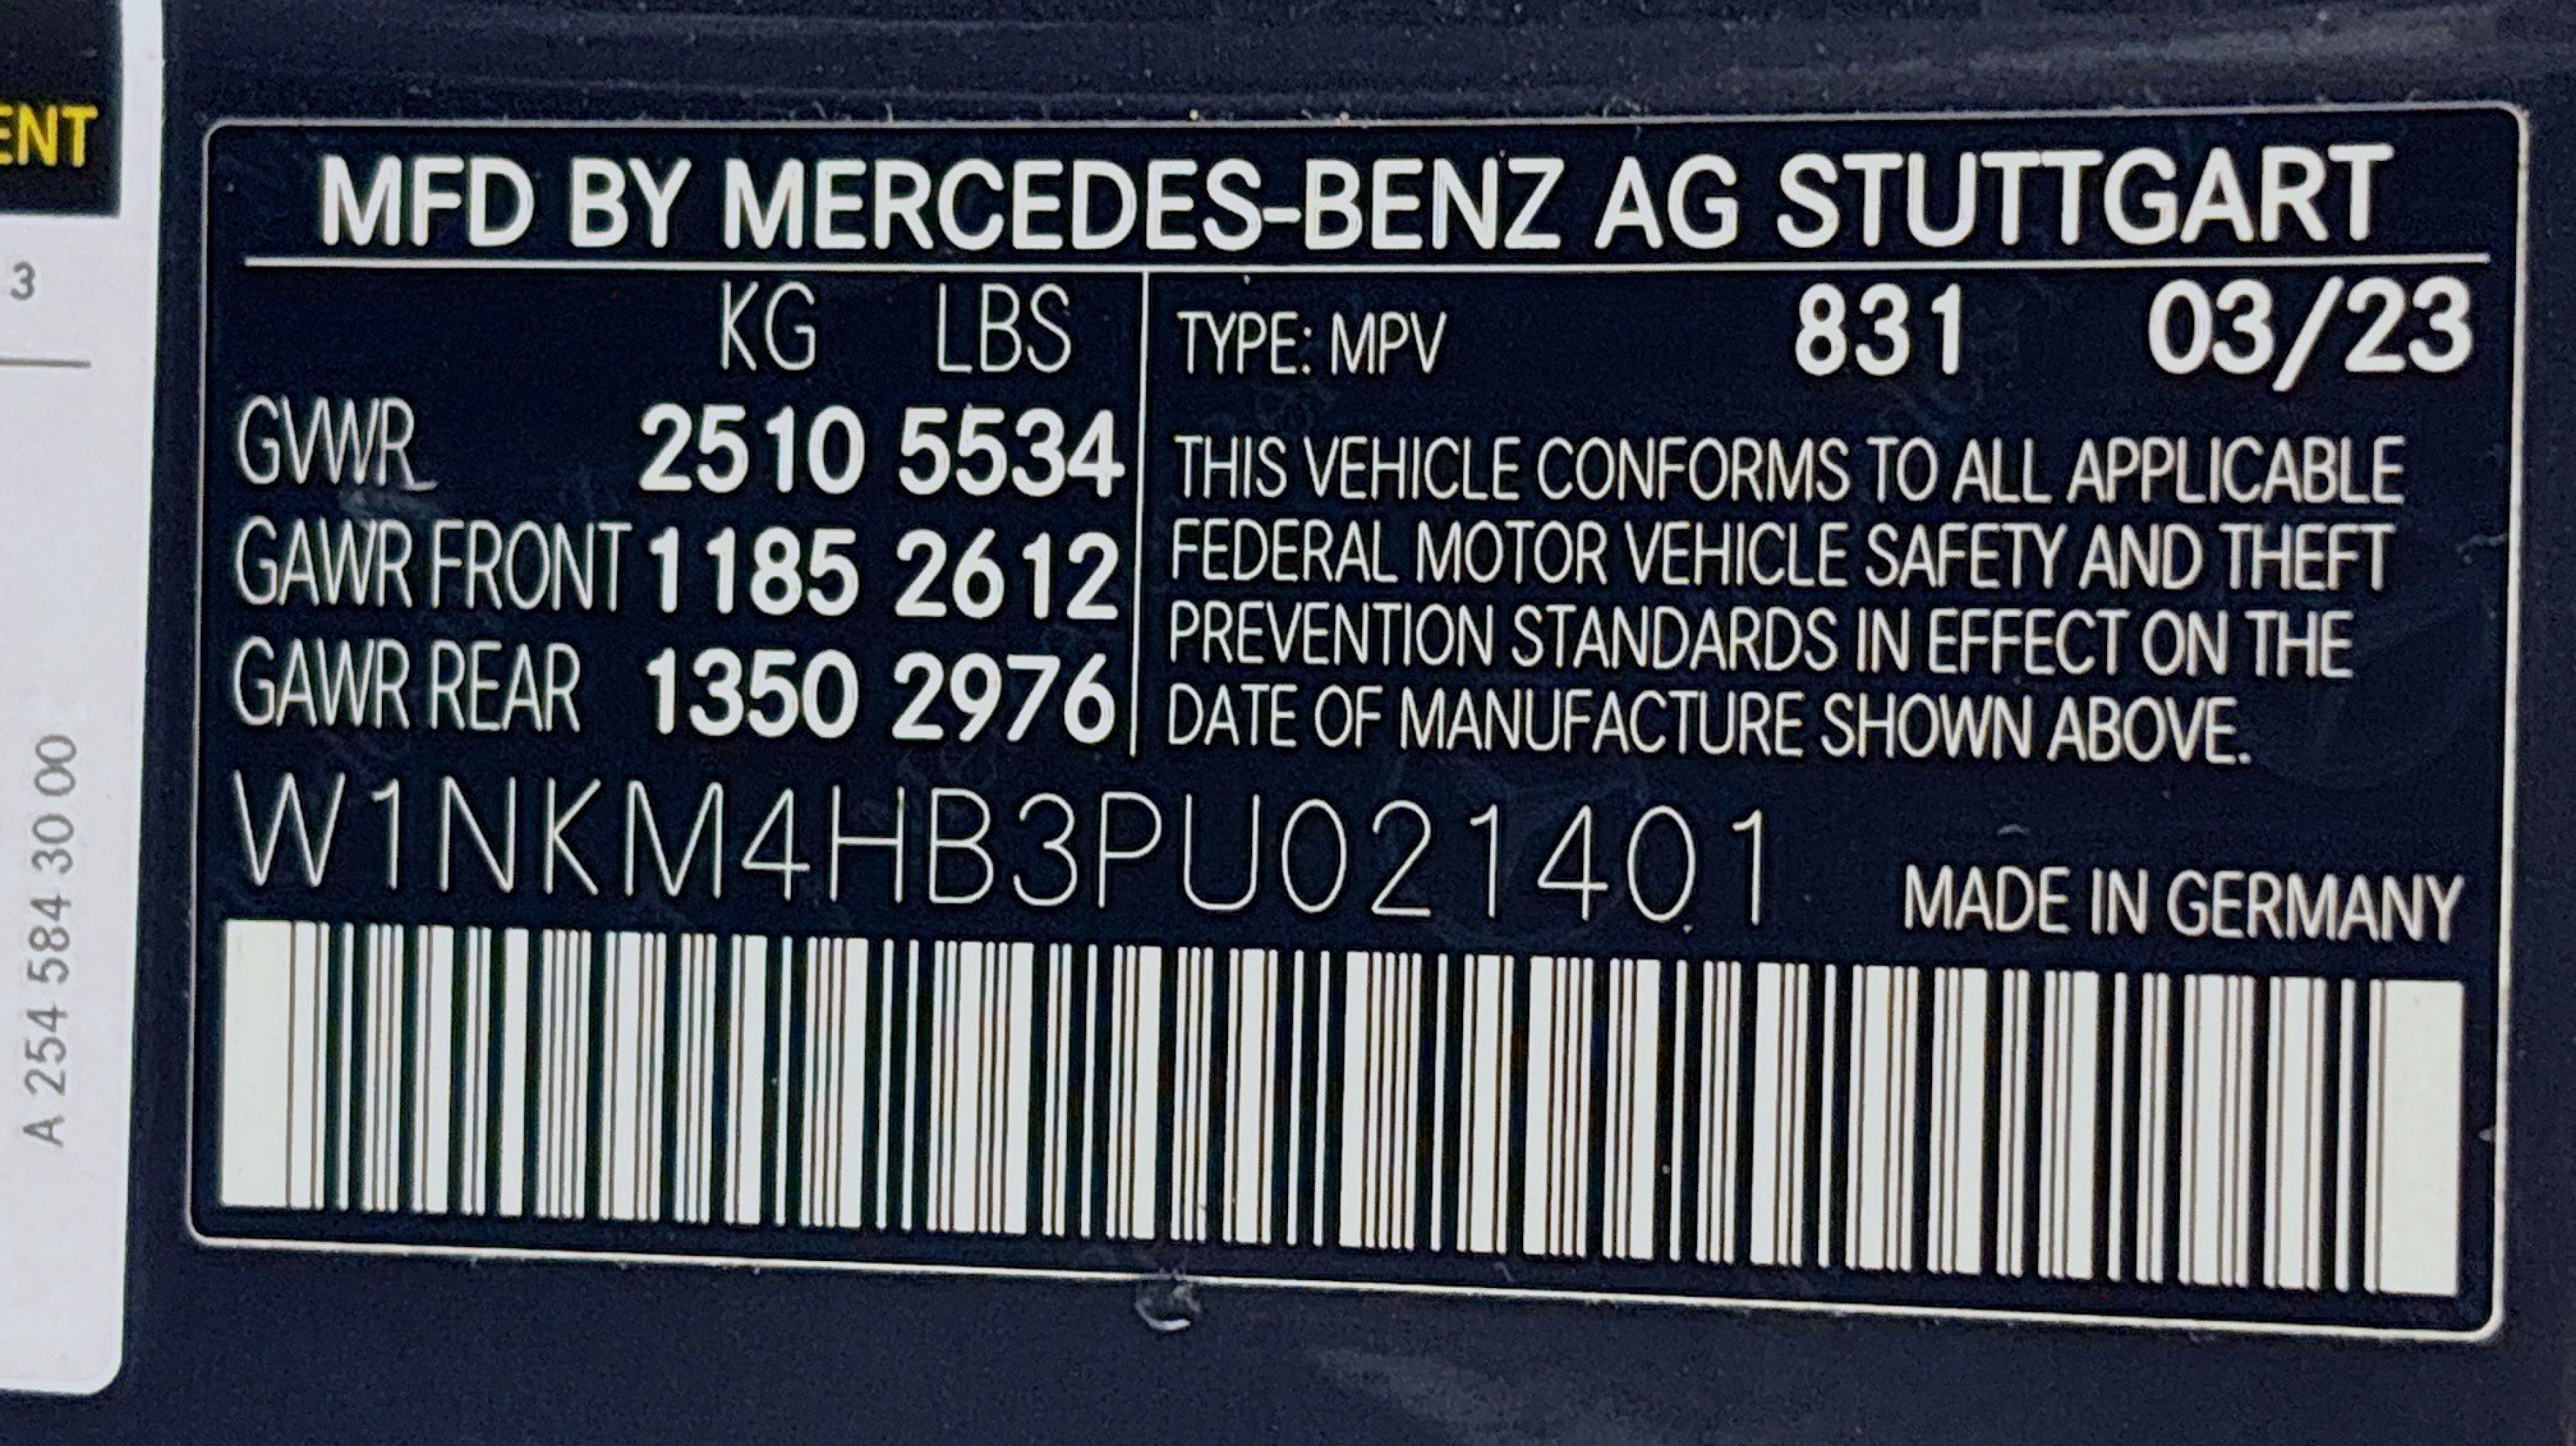 ENT
3
A 254 584 30 00
MFD BY MERCEDES-BENZ AG STUTTGART
KG LBS
GVWR 2510 5534
GAWR FRONT 1185 2612
GAWR REAR 1350 2976
TYPE: MPV 831 03/23
THIS VEHICLE CONFORMS TO ALL APPLICABLE
FEDERAL MOTOR VEHICLE SAFETY AND THEFT
PREVENTION STANDARDS IN EFFECT ON THE
DATE OF MANUFACTURE SHOWN ABOVE.
W1NKM4HB3PU021401
MADE IN GERMANY